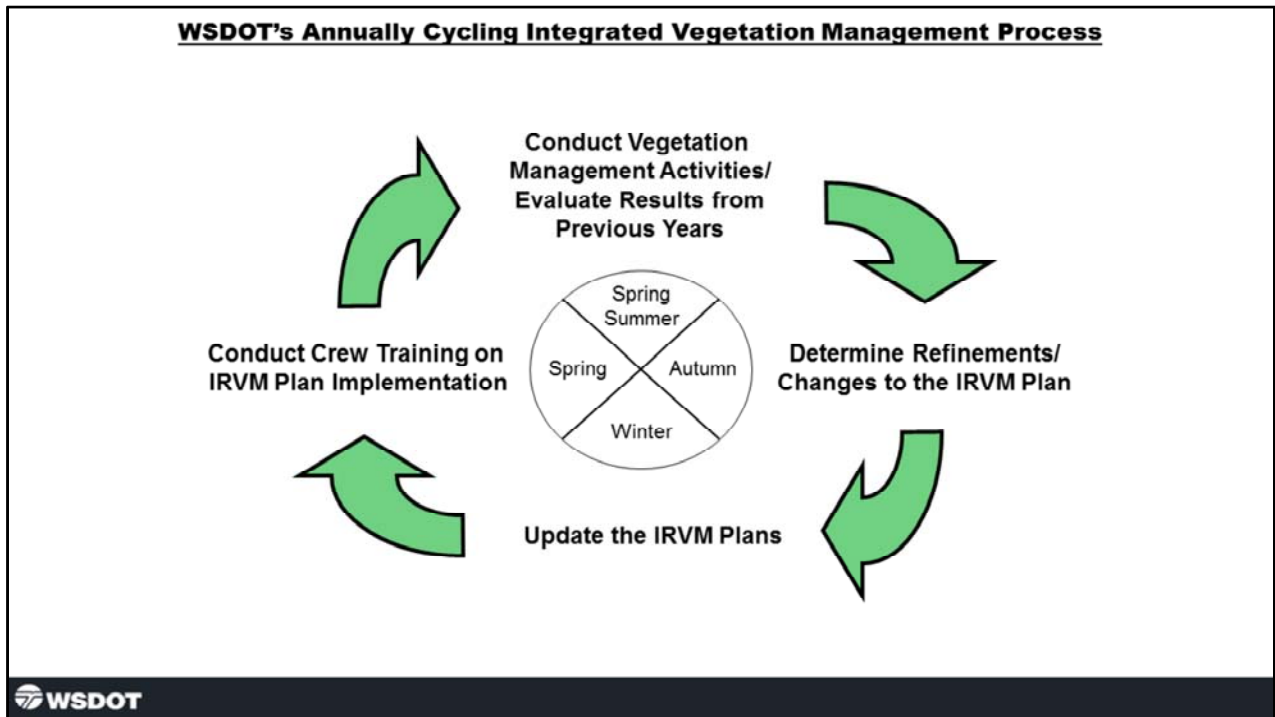 WSDOT's Annually Cycling Integrated Vegetation Management Process
Conduct Vegetation
Management Activities/
Evaluate Results from
Previous Years
Spring
Summer
Conduct Crew Training on
IRVM Plan Implementation
Spring
Autumn
Determine Refinements/
Changes to the IRVM Plan
Winter
Update the IRVM Plans
WSDOT